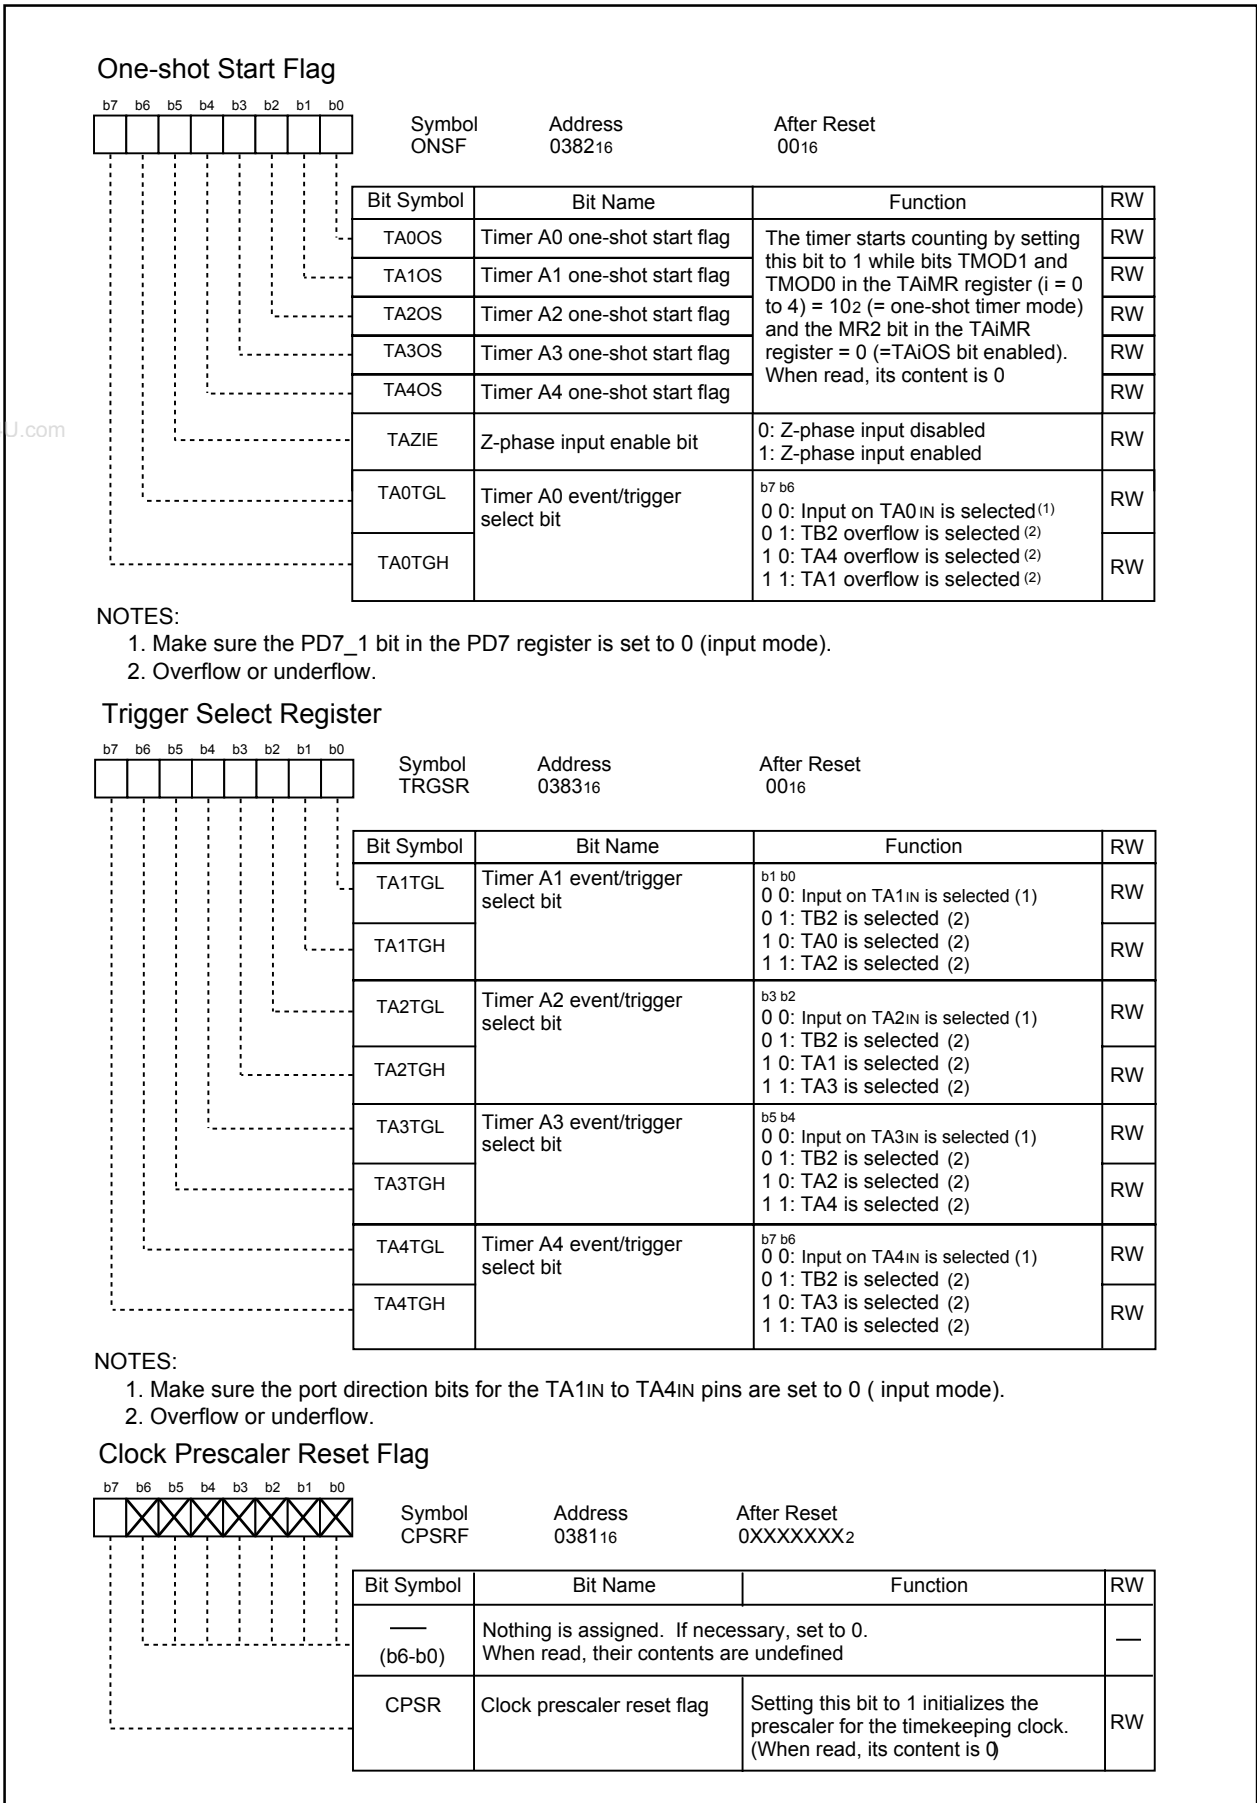 One-shot Start Flag
b7 b6 b5 b4 b3 b2 b1 b0
Symbol Address After Reset
ONSF 038216 0016
Bit Symbol Bit Name Function RW
TA0OS Timer A0 one-shot start flag RW
TA1OS Timer A1 one-shot start flag RW
TA2OS Timer A2 one-shot start flag RW
TA3OS Timer A3 one-shot start flag RW
TA4OS Timer A4 one-shot start flag RW
The timer starts counting by setting
this bit to 1 while bits TMOD1 and
TMOD0 in the TAiMR register (i = 0
to 4) = 102 (= one-shot timer mode)
and the MR2 bit in the TAiMR
register = 0 (=TAiOS bit enabled).
When read, its content is 0
U.com
TAZIE Z-phase input enable bit RW
0: Z-phase input disabled
1: Z-phase input enabled
TA0TGL RW
TA0TGH RW
Timer A0 event/trigger
select bit
b7 b6
0 0: Input on TA0IN is selected (1)
0 1: TB2 overflow is selected (2)
1 0: TA4 overflow is selected (2)
1 1: TA1 overflow is selected (2)
NOTES:
1. Make sure the PD7_1 bit in the PD7 register is set to 0 (input mode).
2. Overflow or underflow.
Trigger Select Register
b7 b6 b5 b4 b3 b2 b1 b0
Symbol Address After Reset
TRGSR 038316 0016
Bit Symbol Bit Name Function RW
TA1TGL RW
TA1TGH RW
Timer A1 event/trigger
select bit
b1 b0
0 0: Input on TA1IN is selected (1)
0 1: TB2 is selected (2)
1 0: TA0 is selected (2)
1 1: TA2 is selected (2)
TA2TGL RW
TA2TGH RW
Timer A2 event/trigger
select bit
b3 b2
0 0: Input on TA2IN is selected (1)
0 1: TB2 is selected (2)
1 0: TA1 is selected (2)
1 1: TA3 is selected (2)
TA3TGL RW
TA3TGH RW
Timer A3 event/trigger
select bit
b5 b4
0 0: Input on TA3IN is selected (1)
0 1: TB2 is selected (2)
1 0: TA2 is selected (2)
1 1: TA4 is selected (2)
TA4TGL RW
TA4TGH RW
Timer A4 event/trigger
select bit
b7 b6
0 0: Input on TA4IN is selected (1)
0 1: TB2 is selected (2)
1 0: TA3 is selected (2)
1 1: TA0 is selected (2)
NOTES:
1. Make sure the port direction bits for the TA1IN to TA4IN pins are set to 0 ( input mode).
2. Overflow or underflow.
Clock Prescaler Reset Flag
b7 b6 b5 b4 b3 b2 b1 b0
Symbol Address After Reset
CPSRF 038116 0XXXXXXX2
Bit Symbol Bit Name Function RW
— (b6-b0) —
Nothing is assigned. If necessary, set to 0.
When read, their contents are undefined
CPSR Clock prescaler reset flag RW
Setting this bit to 1 initializes the
prescaler for the timekeeping clock.
(When read, its content is 0)